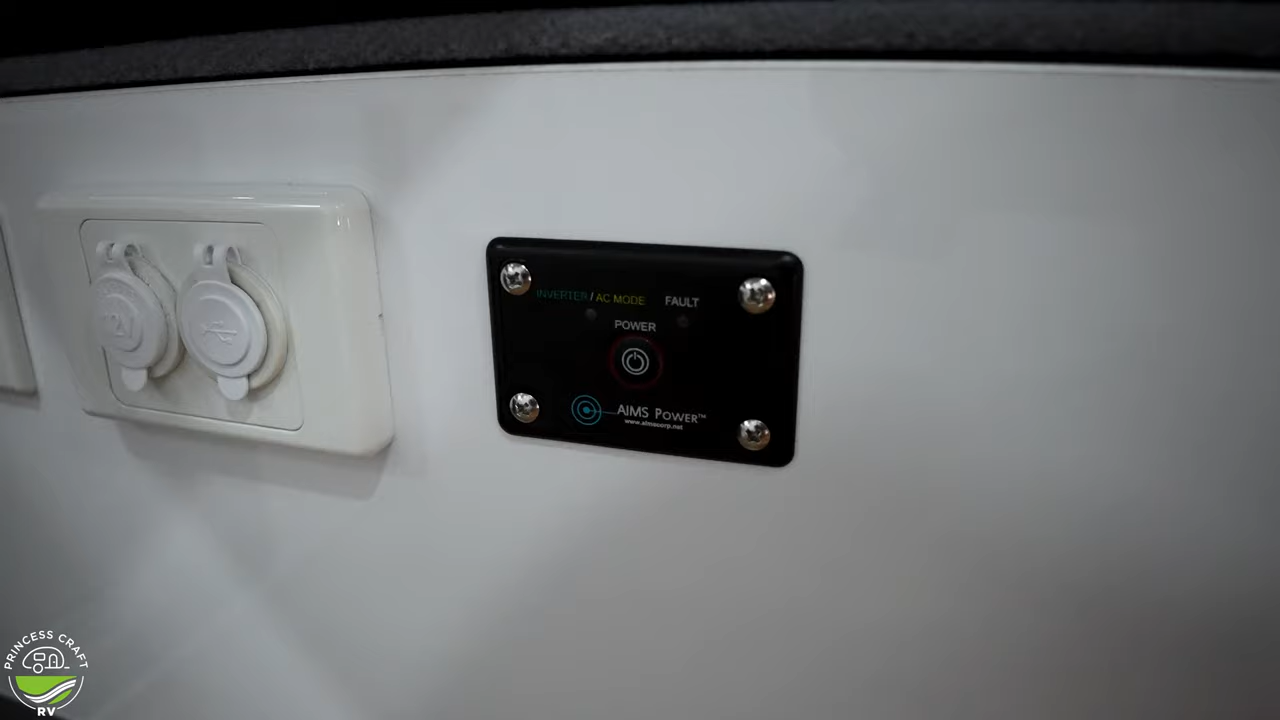 12V
INVERTER / AC MODE FAULT
POWER
AIMS POWER™
www.aimscorp.net
PRINCESS CRAFT
RV